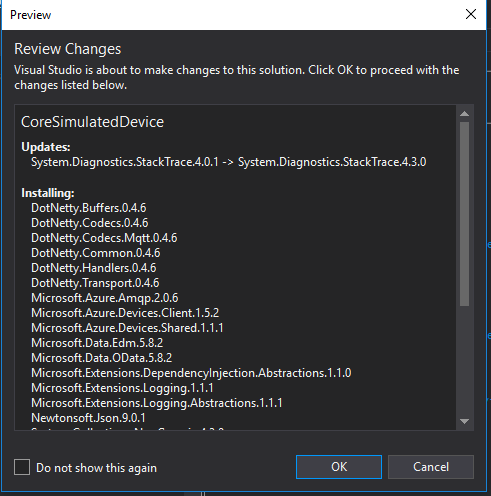 Preview
Review Changes
Visual Studio is about to make changes to this solution. Click OK to proceed with the
changes listed below.
CoreSimulatedDevice
Updates:
System.Diagnostics.StackTrace.4.0.1 -> System.Diagnostics.StackTrace.4.3.0
Installing:
DotNetty.Buffers.0.4.6
DotNetty.Codecs.0.4.6
DotNetty.Codecs.Mqtt.0.4.6
DotNetty.Common.0.4.6
DotNetty.Handlers.0.4.6
DotNetty.Transport.0.4.6
Microsoft.Azure.Amqp.2.0.6
Microsoft.Azure.Devices.Client.1.5.2
Microsoft.Azure.Devices.Shared.1.1.1
Microsoft.Data.Edm.5.8.2
Microsoft.Data.OData.5.8.2
Microsoft.Extensions.DependencyInjection.Abstractions.1.1.0
Microsoft.Extensions.Logging.1.1.1
Microsoft.Extensions.Logging.Abstractions.1.1.1
Newtonsoft.Json.9.0.1
Do not show this again
OK
Cancel